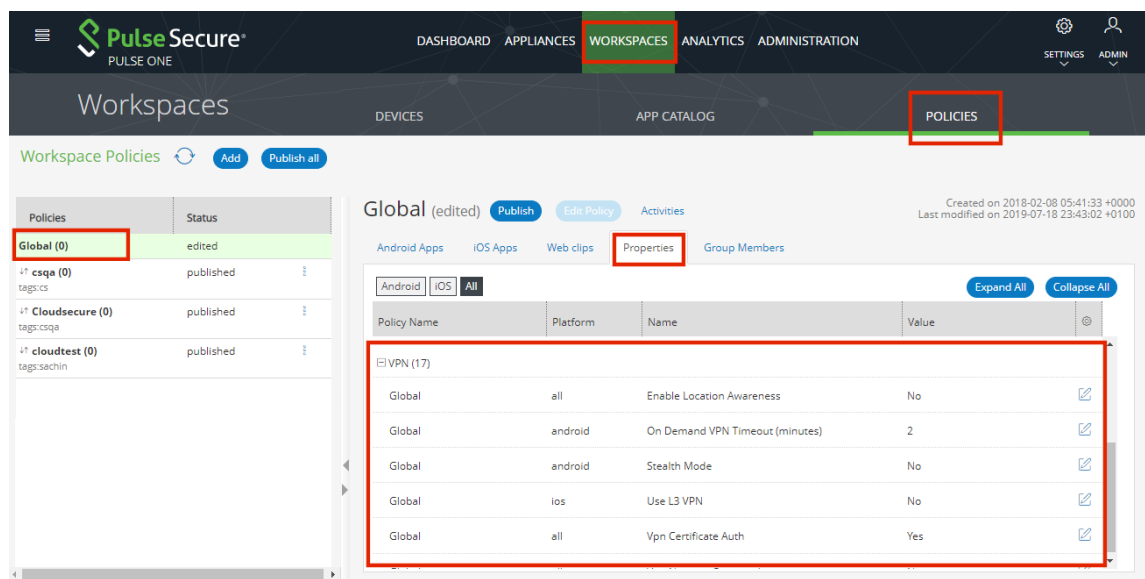 Pulse Secure®
PULSE ONE
DASHBOARD APPLIANCES WORKSPACES ANALYTICS ADMINISTRATION
SETTINGS ADMIN
Workspaces
DEVICES APP CATALOG POLICIES
Workspace Policies Add Publish all
Policies Status
Global (0) edited
csqa (0) published
tags:cs
Cloudsecure (0) published
tags:csqa
cloudtest (0) published
tags:sachin
Global (edited) Publish Edit Policy Activities
Created on 2018-02-08 05:41:33 +0000
Last modified on 2019-07-18 23:43:02 +0100
Android Apps iOS Apps Web clips Properties Group Members
Android iOS All Expand All Collapse All
Policy Name Platform Name Value
VPN (17)
Global all Enable Location Awareness No
Global android On Demand VPN Timeout (minutes) 2
Global android Stealth Mode No
Global ios Use L3 VPN No
Global all Vpn Certificate Auth Yes